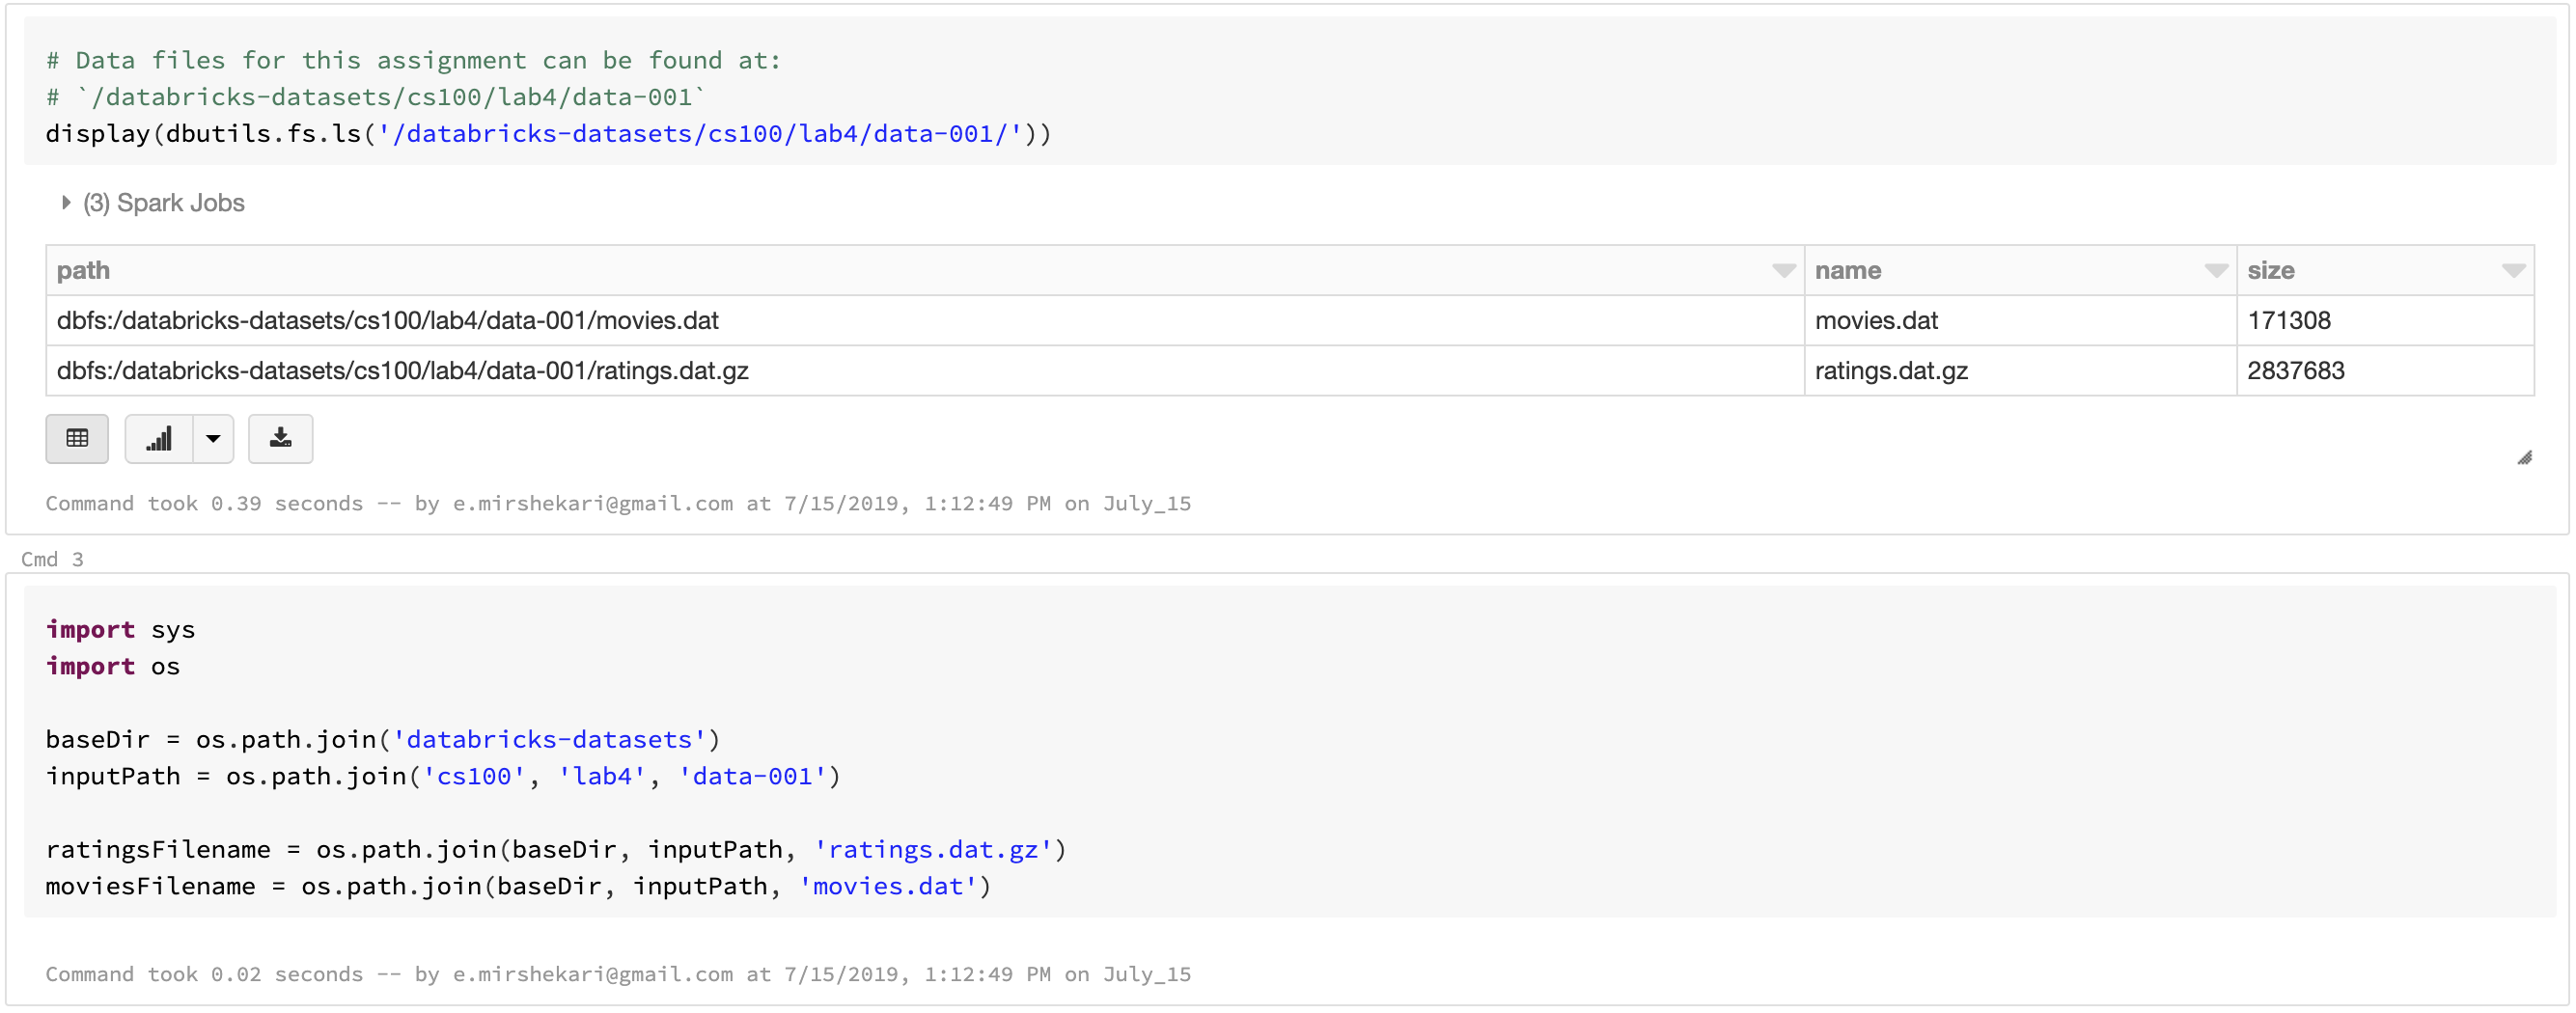 # Data files for this assignment can be found at:
# `/databricks-datasets/cs100/lab4/data-001`
display(dbutils.fs.ls('/databricks-datasets/cs100/lab4/data-001/'))
(3) Spark Jobs
path name size
dbfs:/databricks-datasets/cs100/lab4/data-001/movies.dat movies.dat 171308
dbfs:/databricks-datasets/cs100/lab4/data-001/ratings.dat.gz ratings.dat.gz 2837683
Command took 0.39 seconds -- by e.mirshekari@gmail.com at 7/15/2019, 1:12:49 PM on July_15
Cmd 3
import sys
import os
baseDir = os.path.join('databricks-datasets')
inputPath = os.path.join('cs100', 'lab4', 'data-001')
ratingsFilename = os.path.join(baseDir, inputPath, 'ratings.dat.gz')
moviesFilename = os.path.join(baseDir, inputPath, 'movies.dat')
Command took 0.02 seconds -- by e.mirshekari@gmail.com at 7/15/2019, 1:12:49 PM on July_15